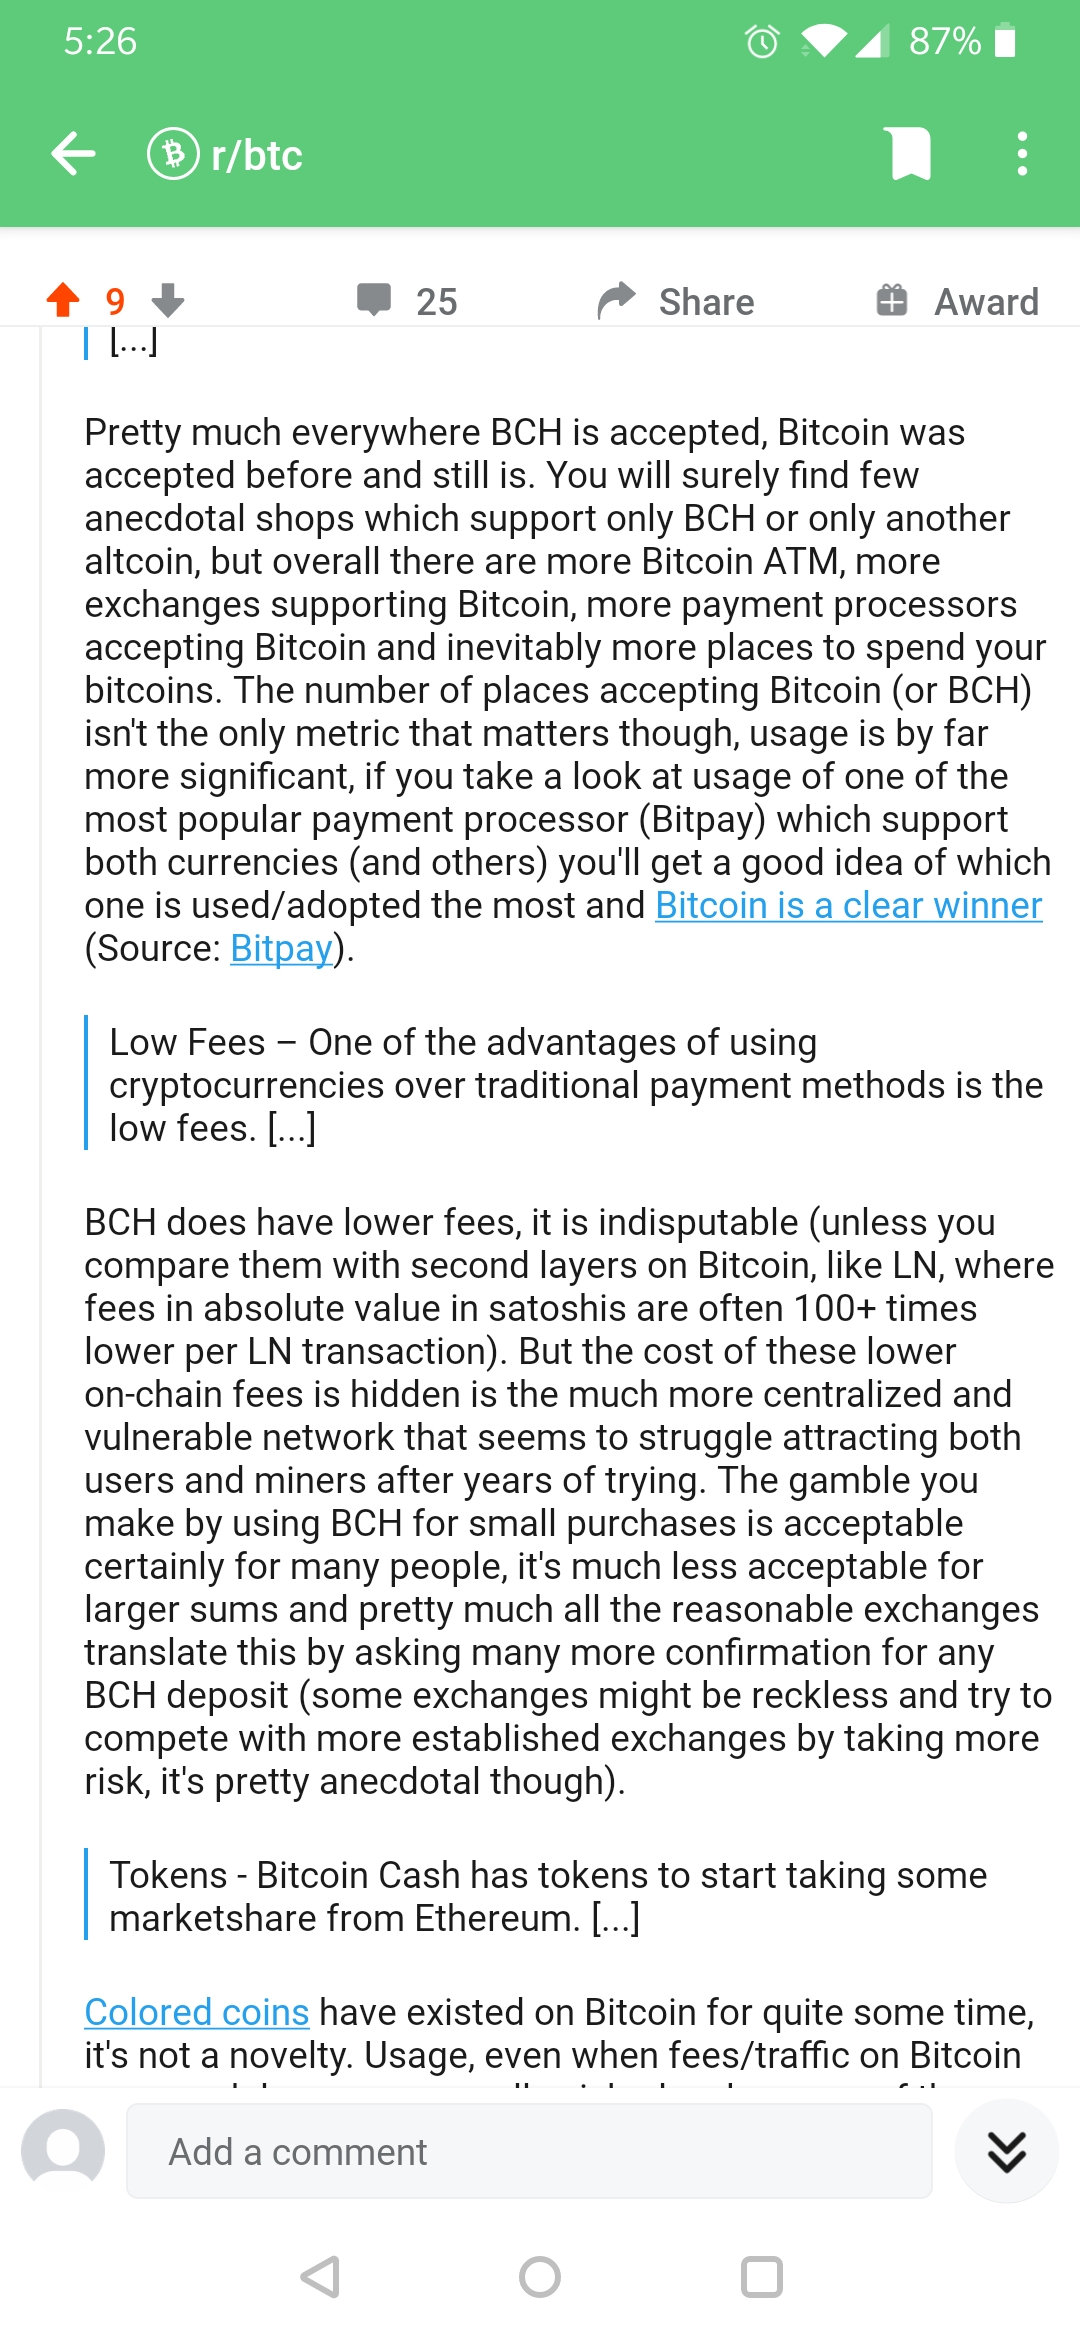 5:26
87%
r/btc
9
25
Share
Award
[...]
Pretty much everywhere BCH is accepted, Bitcoin was
accepted before and still is. You will surely find few
anecdotal shops which support only BCH or only another
altcoin, but overall there are more Bitcoin ATM, more
exchanges supporting Bitcoin, more payment processors
accepting Bitcoin and inevitably more places to spend your
bitcoins. The number of places accepting Bitcoin (or BCH)
isn't the only metric that matters though, usage is by far
more significant, if you take a look at usage of one of the
most popular payment processor (Bitpay) which support
both currencies (and others) you'll get a good idea of which
one is used/adopted the most and Bitcoin is a clear winner
(Source: Bitpay).
Low Fees – One of the advantages of using
cryptocurrencies over traditional payment methods is the
low fees. [...]
BCH does have lower fees, it is indisputable (unless you
compare them with second layers on Bitcoin, like LN, where
fees in absolute value in satoshis are often 100+ times
lower per LN transaction). But the cost of these lower
on-chain fees is hidden is the much more centralized and
vulnerable network that seems to struggle attracting both
users and miners after years of trying. The gamble you
make by using BCH for small purchases is acceptable
certainly for many people, it's much less acceptable for
larger sums and pretty much all the reasonable exchanges
translate this by asking many more confirmation for any
BCH deposit (some exchanges might be reckless and try to
compete with more established exchanges by taking more
risk, it's pretty anecdotal though).
Tokens - Bitcoin Cash has tokens to start taking some
marketshare from Ethereum. [...]
Colored coins have existed on Bitcoin for quite some time,
it's not a novelty. Usage, even when fees/traffic on Bitcoin
Add a comment